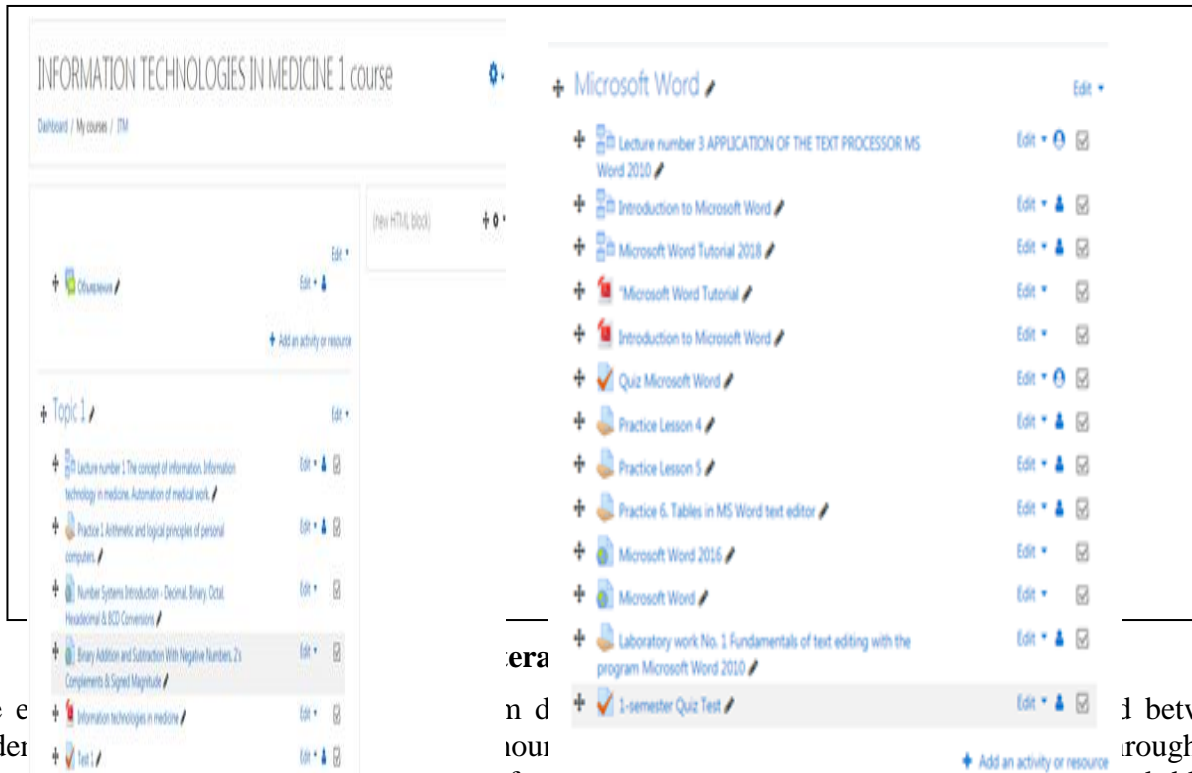 INFORMATION TECHNOLOGIES IN MEDICINE 1 course
Dashboard / My courses / ITM
(new HTML block)
Edit
Объявления Edit
Add an activity or resource
Topic 1 Edit
Lecture number 1 The concept of information. Information Edit
technology in medicine. Automation of medical work.
Practice 1 Arithmetic and logical principles of personal Edit
computers.
Number Systems Introduction - Decimal, Binary, Octal, Edit
Hexadecimal & BCD Conversions
Binary Addition and Subtraction With Negative Numbers, 2's Edit
Complements & Signed Magnitude
Information technologies in medicine Edit
Test 1 Edit
Microsoft Word Edit
Lecture number 3 APPLICATION OF THE TEXT PROCESSOR MS Edit
Word 2010
Introduction to Microsoft Word Edit
Microsoft Word Tutorial 2018 Edit
"Microsoft Word Tutorial Edit
Introduction to Microsoft Word Edit
Quiz Microsoft Word Edit
Practice Lesson 4 Edit
Practice Lesson 5 Edit
Practice 6. Tables in MS Word text editor Edit
Microsoft Word 2016 Edit
Microsoft Word Edit
Laboratory work No. 1 Fundamentals of text editing with the Edit
program Microsoft Word 2010
1-semester Quiz Test Edit
Add an activity or resource